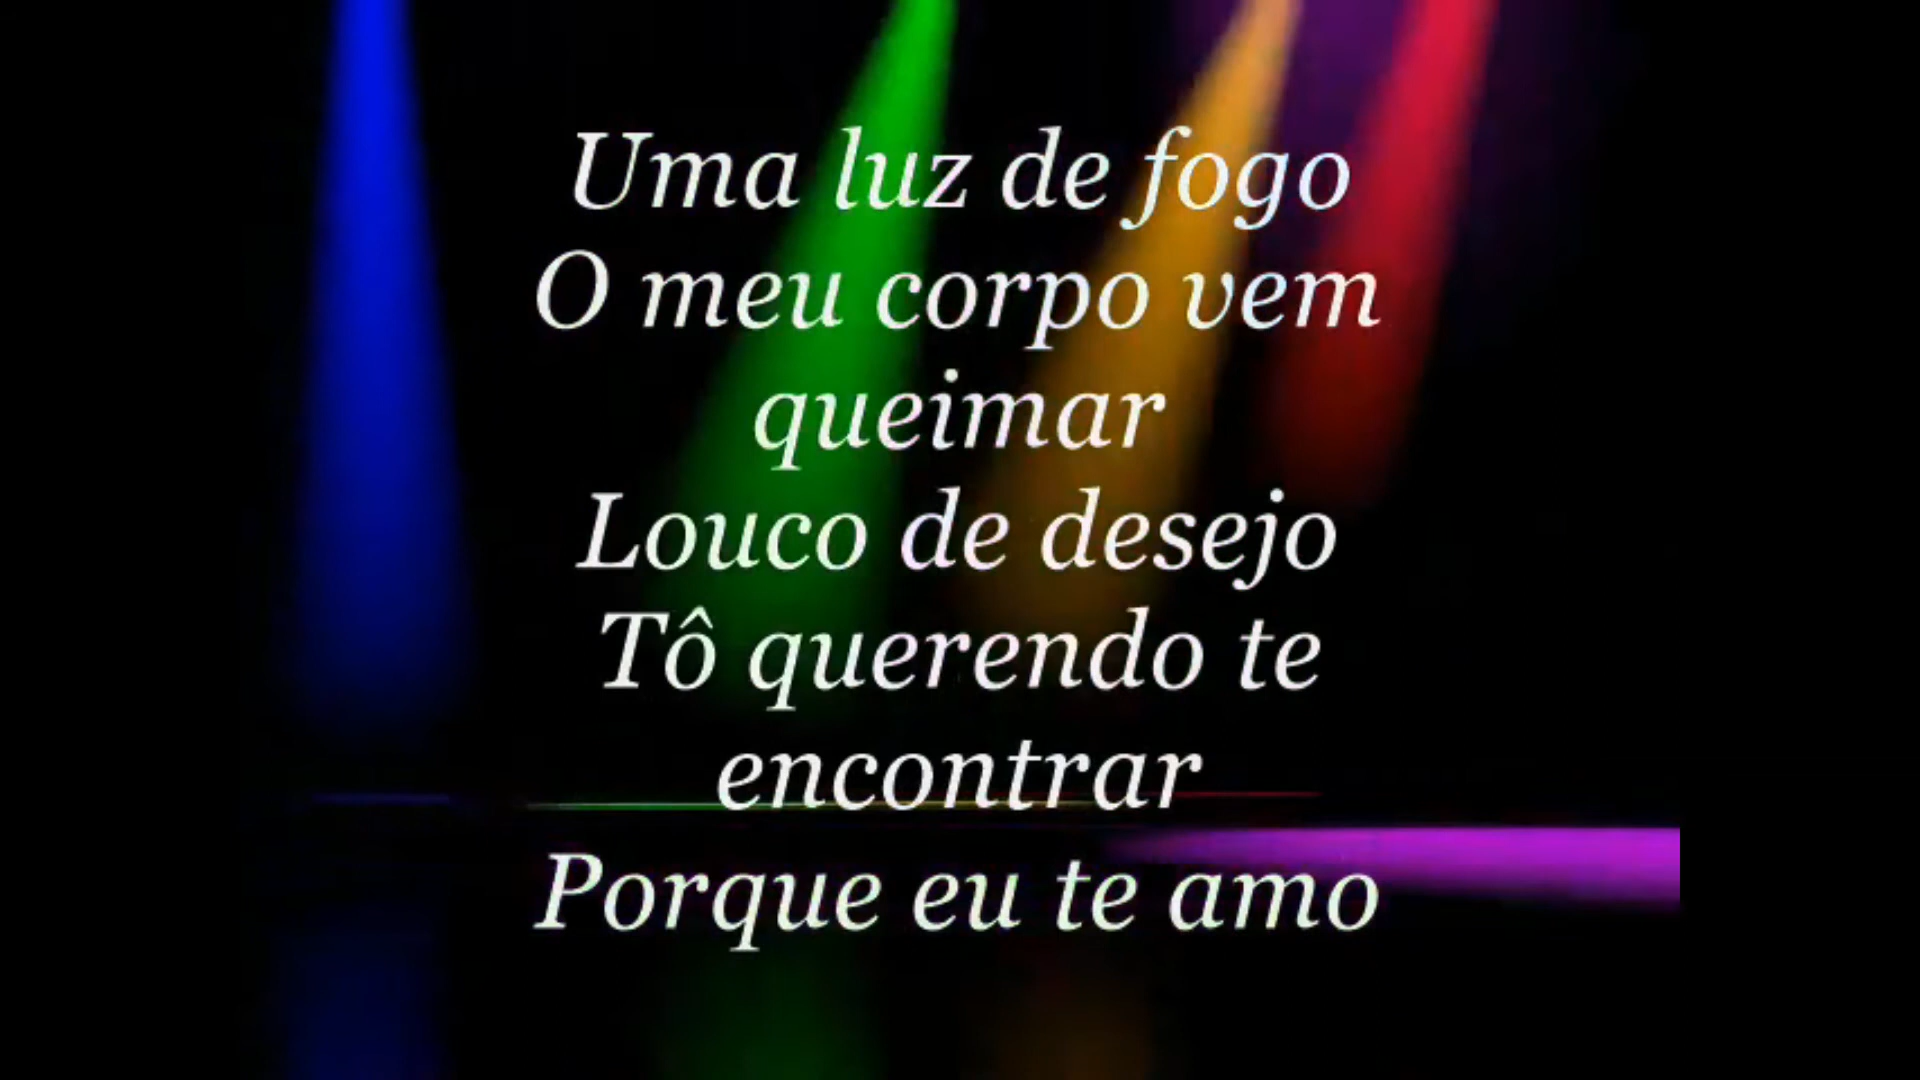 Uma luz de fogo
O meu corpo vem
queimar
Louco de desejo
Tô querendo te
encontrar
Porque eu te amo